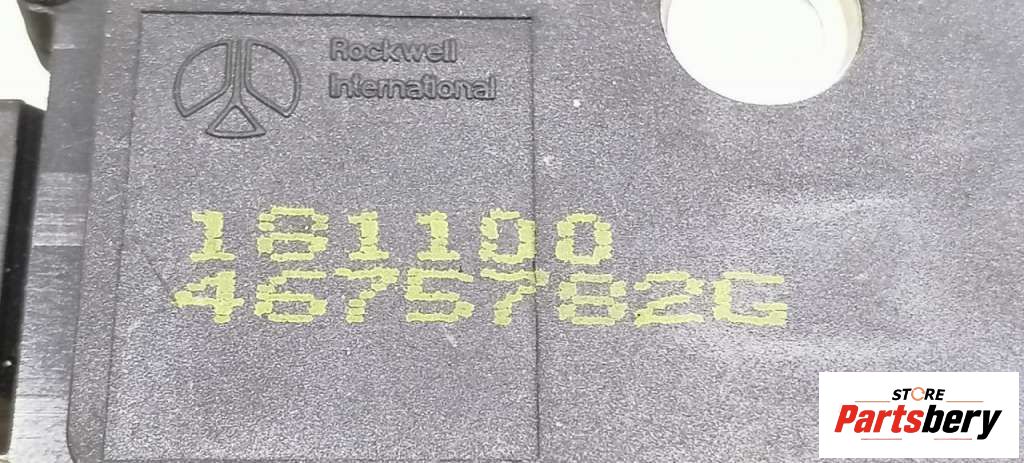 Rockwell
International
181100
4675782G
STORE
Partsbery